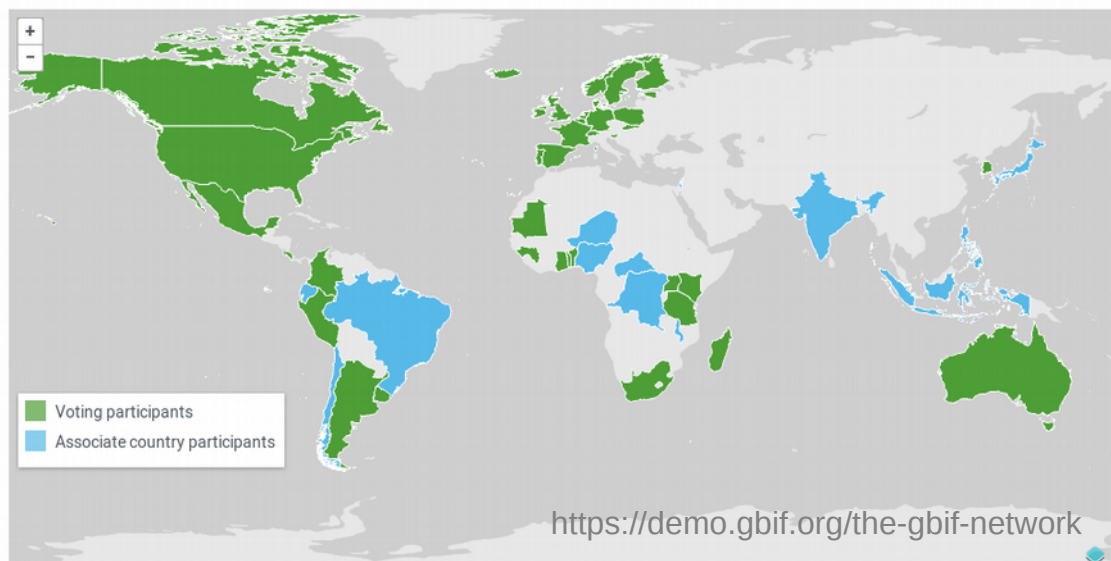 +
−
Voting participants
Associate country participants
https://demo.gbif.org/the-gbif-network